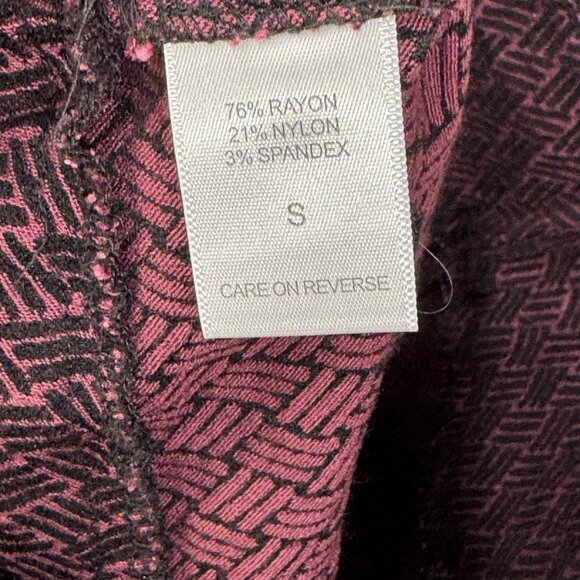 76% RAYON
21% NYLON
3% SPANDEX
S
CARE ON REVERSE